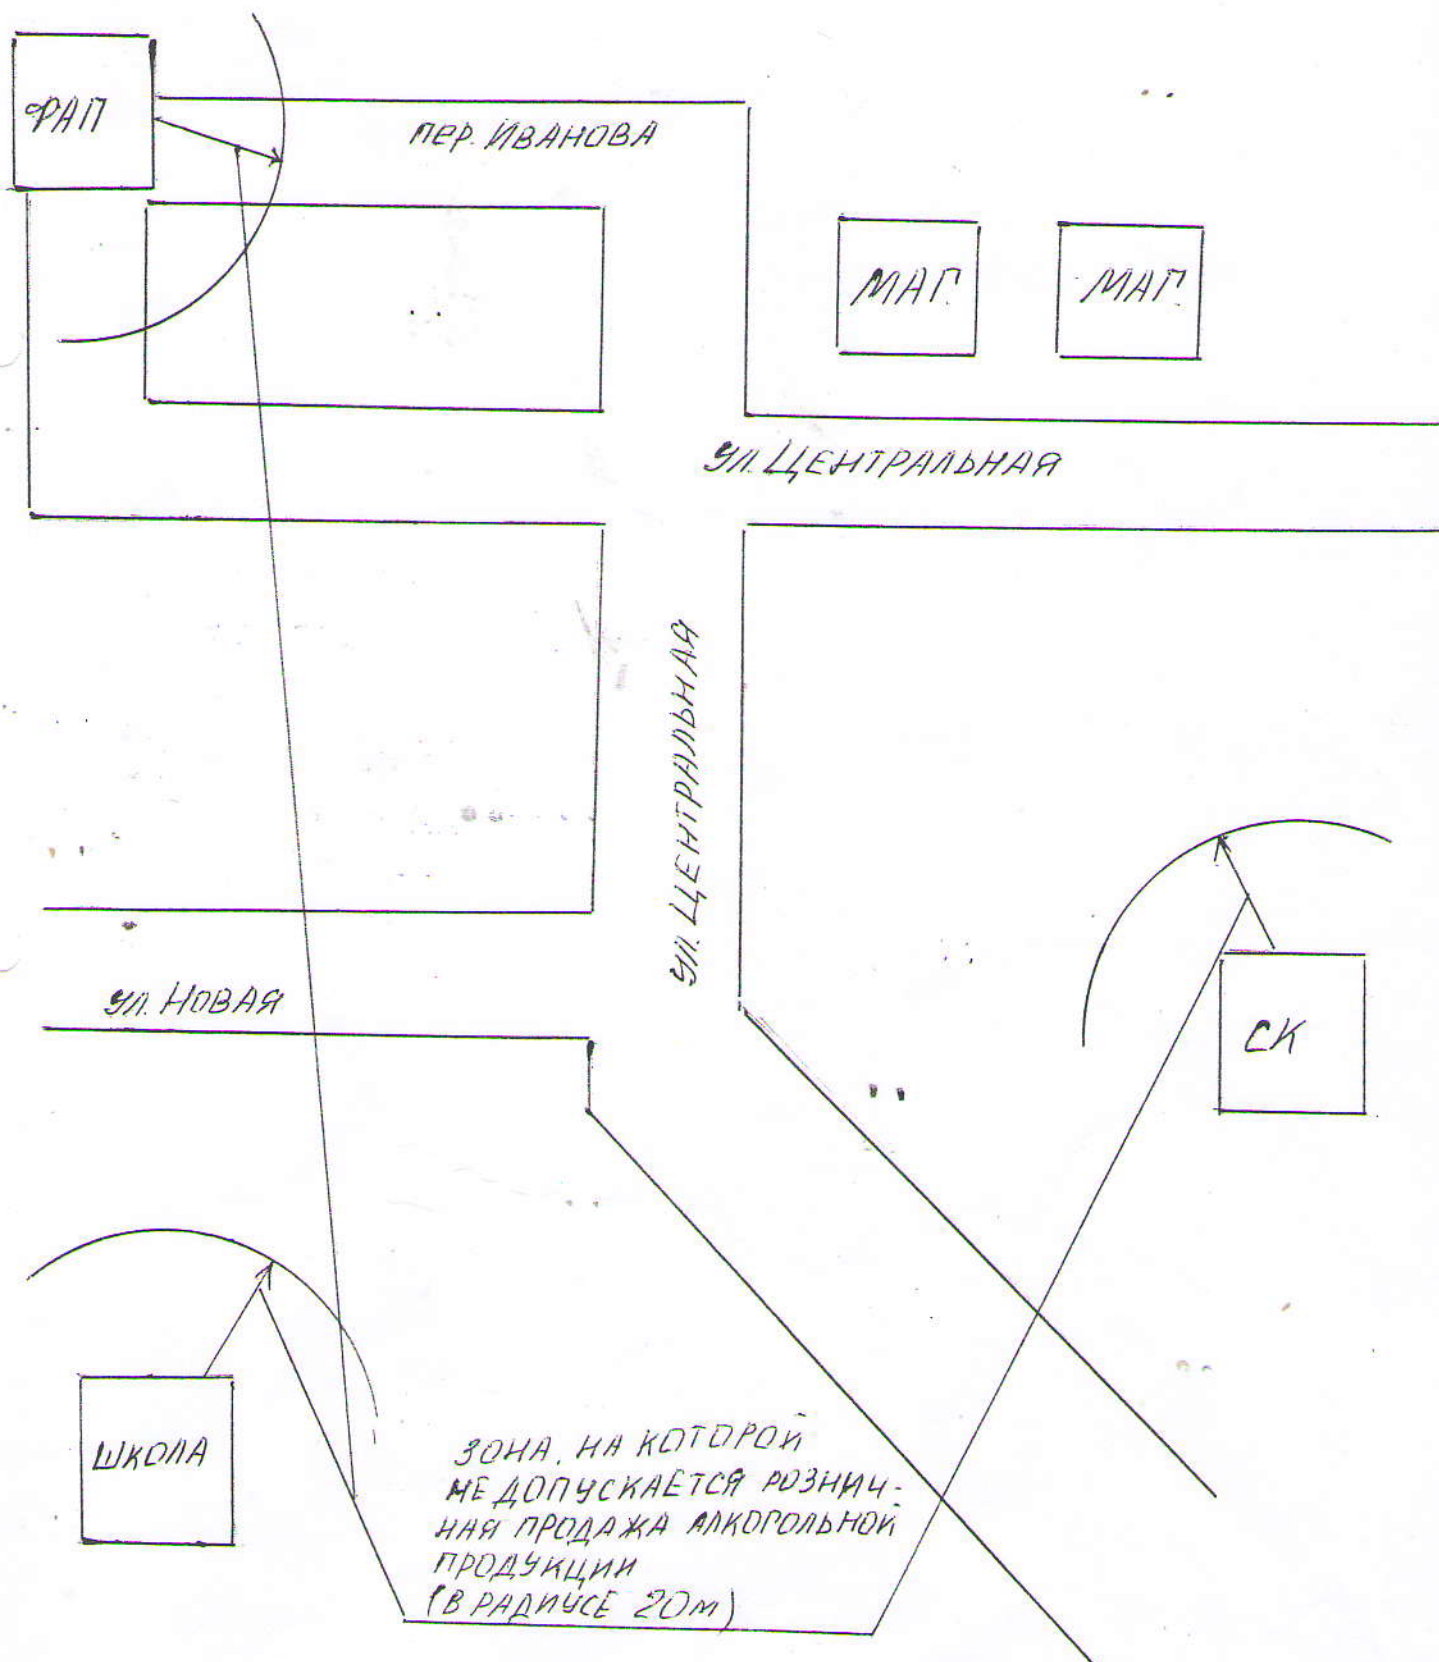 ФАП
ПЕР. ИВАНОВА
МАГ.
МАГ.
УЛ. ЦЕНТРАЛЬНАЯ
УЛ. ЦЕНТРАЛЬНАЯ
УЛ. НОВАЯ
СК
ШКОЛА
ЗОНА, НА КОТОРОЙ
НЕ ДОПУСКАЕТСЯ РОЗНИЧ-
НАЯ ПРОДАЖА АЛКОГОЛЬНОЙ
ПРОДУКЦИИ
(В РАДИУСЕ 20М)